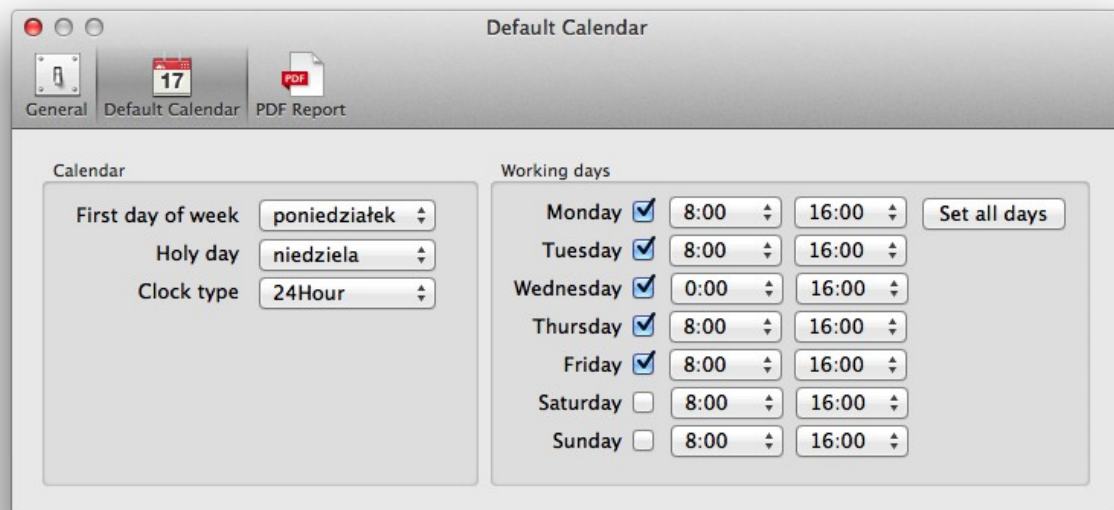 Default Calendar
17
PDF
General Default Calendar PDF Report
Calendar
First day of week poniedziałek
Holy day niedziela
Clock type 24Hour
Working days
Monday 8:00 16:00 Set all days
Tuesday 8:00 16:00
Wednesday 0:00 16:00
Thursday 8:00 16:00
Friday 8:00 16:00
Saturday 8:00 16:00
Sunday 8:00 16:00